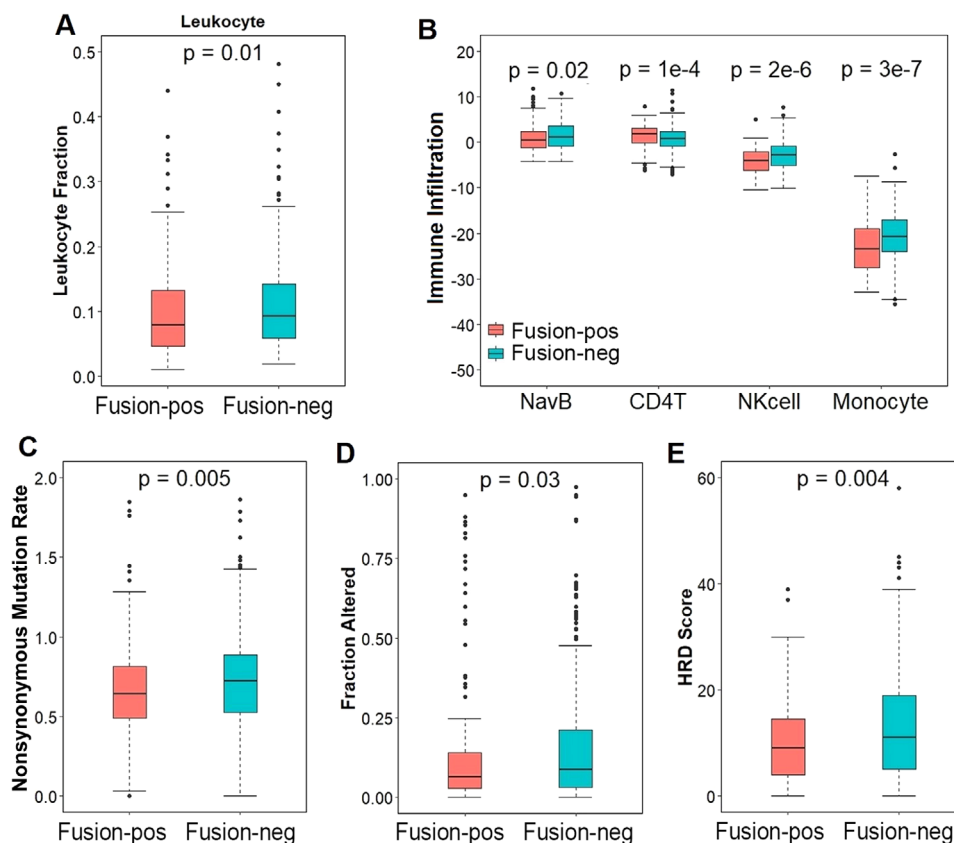 A
Leukocyte
p = 0.01
Leukocyte Fraction
0.5
0.4
0.3
0.2
0.1
0.0
Fusion-pos Fusion-neg
B
p = 0.02 p = 1e-4 p = 2e-6 p = 3e-7
Immune Infiltration
20
10
0
-10
-20
-30
-40
-50
Fusion-pos
Fusion-neg
NavB CD4T NKcell Monocyte
C
p = 0.005
Nonsynonymous Mutation Rate
2.0
1.5
1.0
0.5
0.0
Fusion-pos Fusion-neg
D
p = 0.03
Fraction Altered
1.00
0.75
0.50
0.25
0.00
Fusion-pos Fusion-neg
E
p = 0.004
HRD Score
60
40
20
0
Fusion-pos Fusion-neg